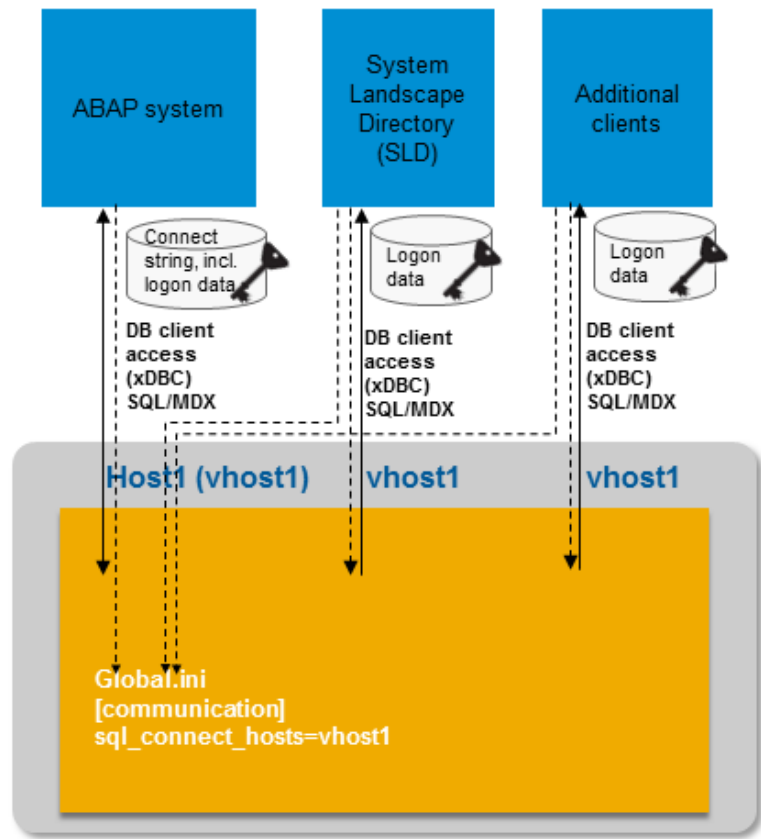 ABAP system
System
Landscape
Directory
(SLD)
Additional
clients
Connect
string, incl.
logon data
Logon
data
Logon
data
DB client
access
(xDBC)
SQL/MDX
DB client
access
(xDBC)
SQL/MDX
DB client
access
(xDBC)
SQL/MDX
Host1 (vhost1)
vhost1
vhost1
Global.ini
[communication]
sql_connect_hosts=vhost1